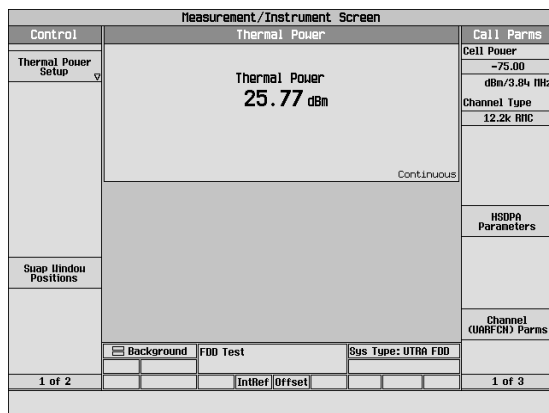 Measurement/Instrument Screen
Control
Thermal Power
Call Parms
Thermal Power
Setup
Swap Window
Positions
1 of 2
Thermal Power
25.77 dBm
Continuous
Background
FDD Test
Sys Type: UTRA FDD
IntRef
Offset
Cell Power
-75.00
dBm/3.84 MHz
Channel Type
12.2k RMC
HSDPA
Parameters
Channel
(UARFCN) Parms
1 of 3